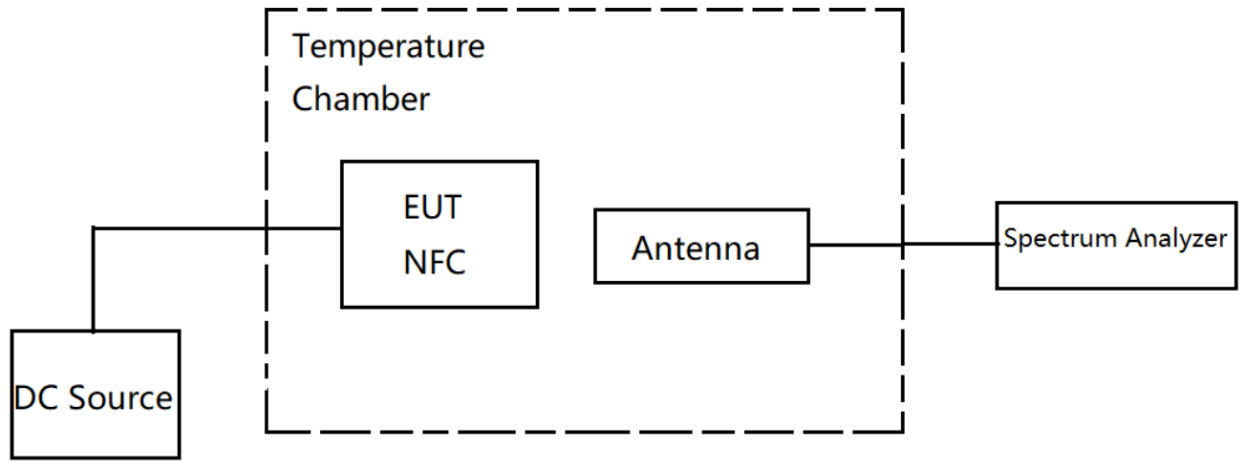 Temperature
Chamber
EUT
NFC
Antenna
Spectrum Analyzer
DC Source